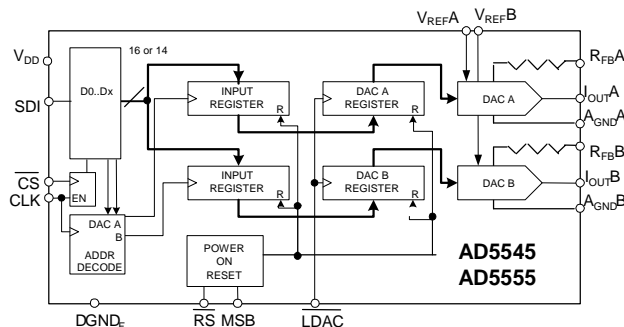 VREFA VREFB
VDD
16 or 14
D0..Dx
RFBA
SDI
INPUT REGISTER R
DAC A REGISTER R
DAC A
IOUTA
AGNDA
RFBB
CS
EN
CLK
INPUT REGISTER R
DAC B REGISTER R
DAC B
IOUTB
AGNDB
DAC A
B
ADDR DECODE
POWER ON RESET
AD5545
AD5555
DGNDF
RS MSB
LDAC